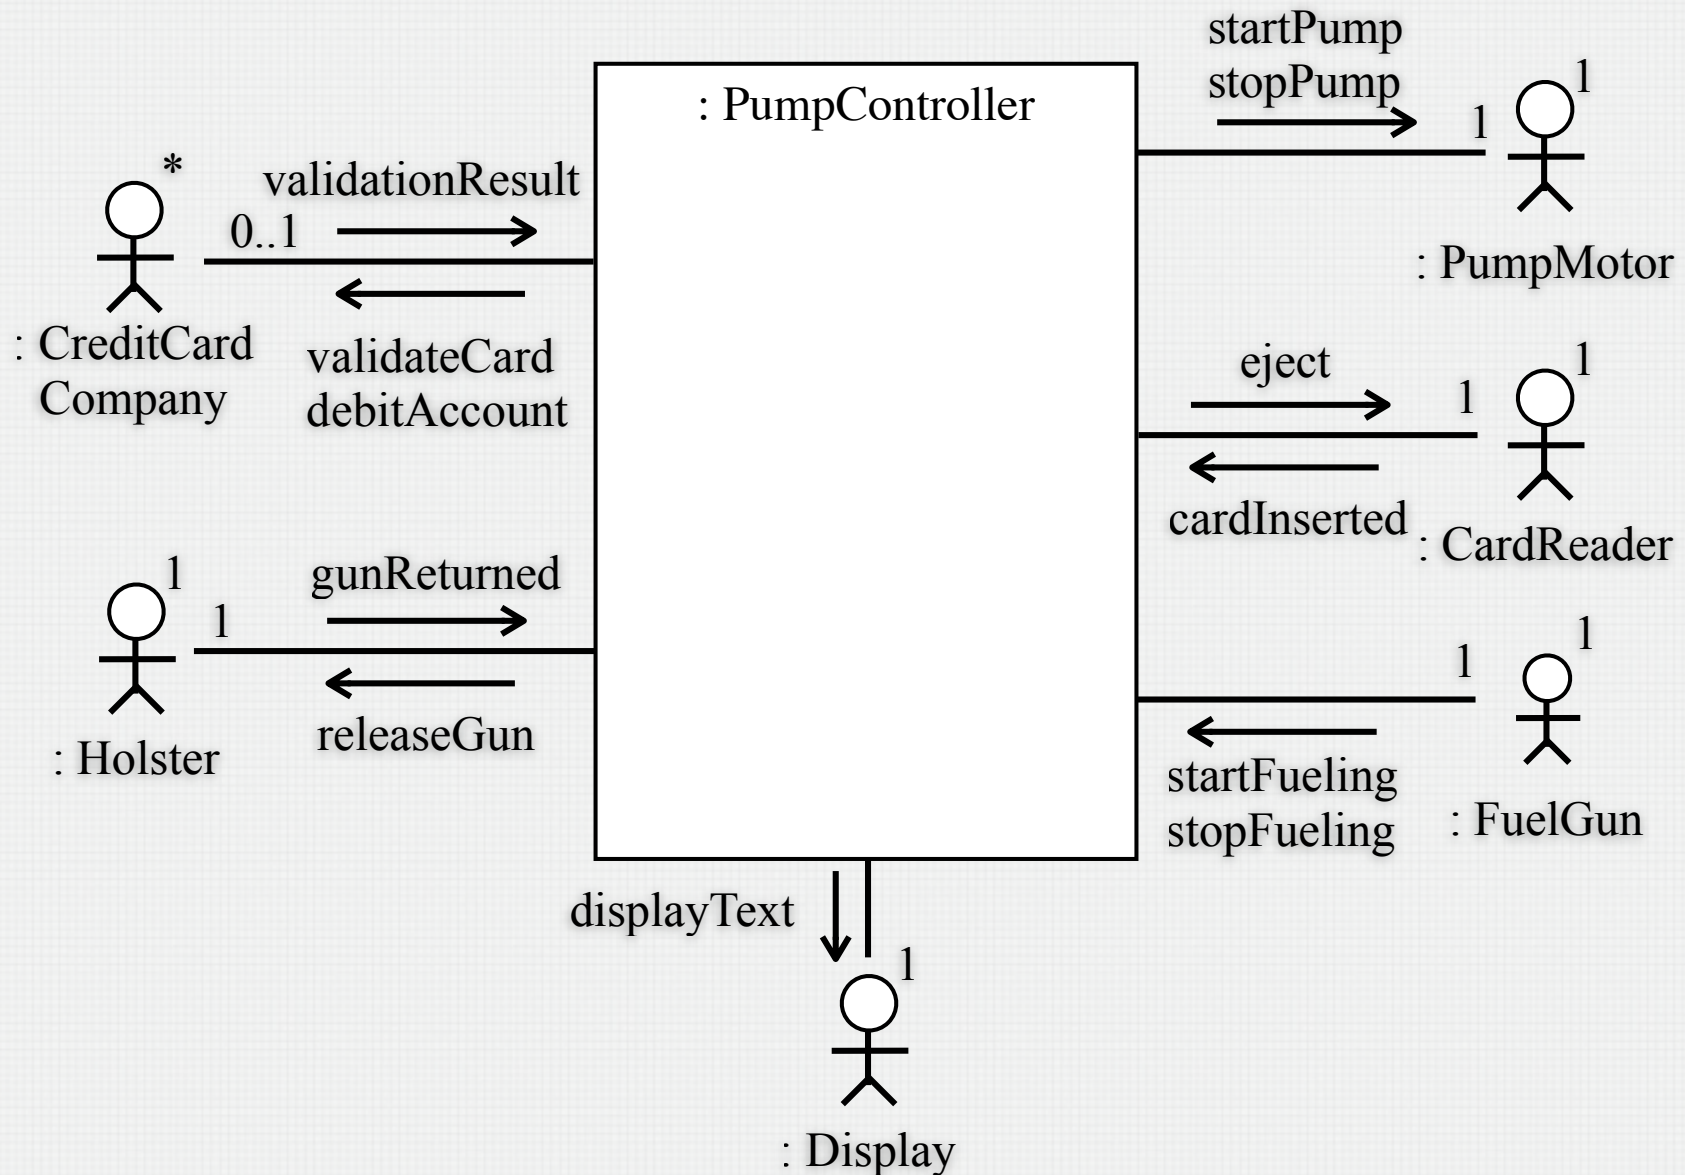 startPump
stopPump
1
1
: PumpMotor
: PumpController
*
validationResult
0..1
: CreditCard
Company
validateCard
debitAccount
eject
1
1
cardInserted
: CardReader
1
gunReturned
1
releaseGun
: Holster
1
1
startFueling
stopFueling
: FuelGun
displayText
1
: Display